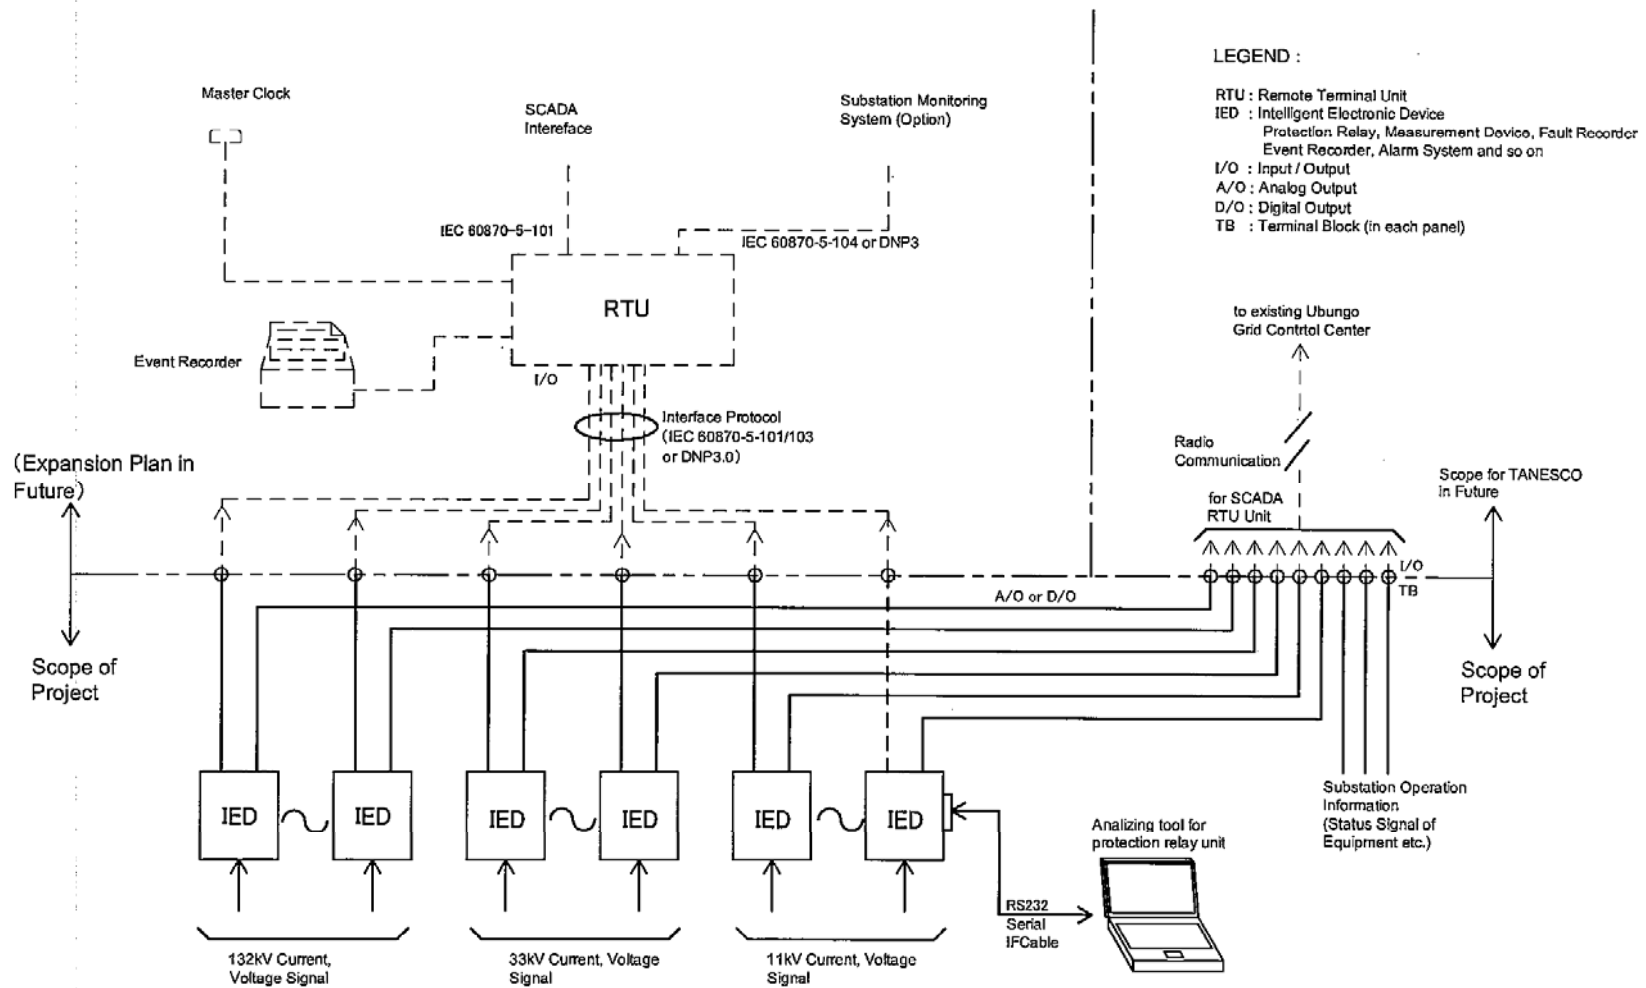 Master Clock
SCADA
Intereface
Substation Monitoring
System (Option)
LEGEND :
RTU : Remote Terminal Unit
IED : Intelligent Electronic Device
Protection Relay, Measurement Device, Fault Recorder
Event Recorder, Alarm System and so on
I/O : Input / Output
A/O : Analog Output
D/O : Digital Output
TB : Terminal Block (in each panel)
IEC 60870-5-101
IEC 60870-5-104 or DNP3
RTU
Event Recorder
I/O
to existing Ubungo
Grid Contrtol Center
Interface Protocol
(IEC 60870-5-101/103
or DNP3.0)
Radio
Communication
(Expansion Plan in
Future)
for SCADA
RTU Unit
Scope for TANESCO
in Future
I/O
TB
A/O or D/O
Scope of
Project
Scope of
Project
IED
IED
IED
IED
IED
IED
Substation Operation
Information
(Status Signal of
Equipment etc.)
Analizing tool for
protection relay unit
RS232
Serial
IFCable
132kV Current,
Voltage Signal
33kV Current, Voltage
Signal
11kV Current, Voltage
Signal